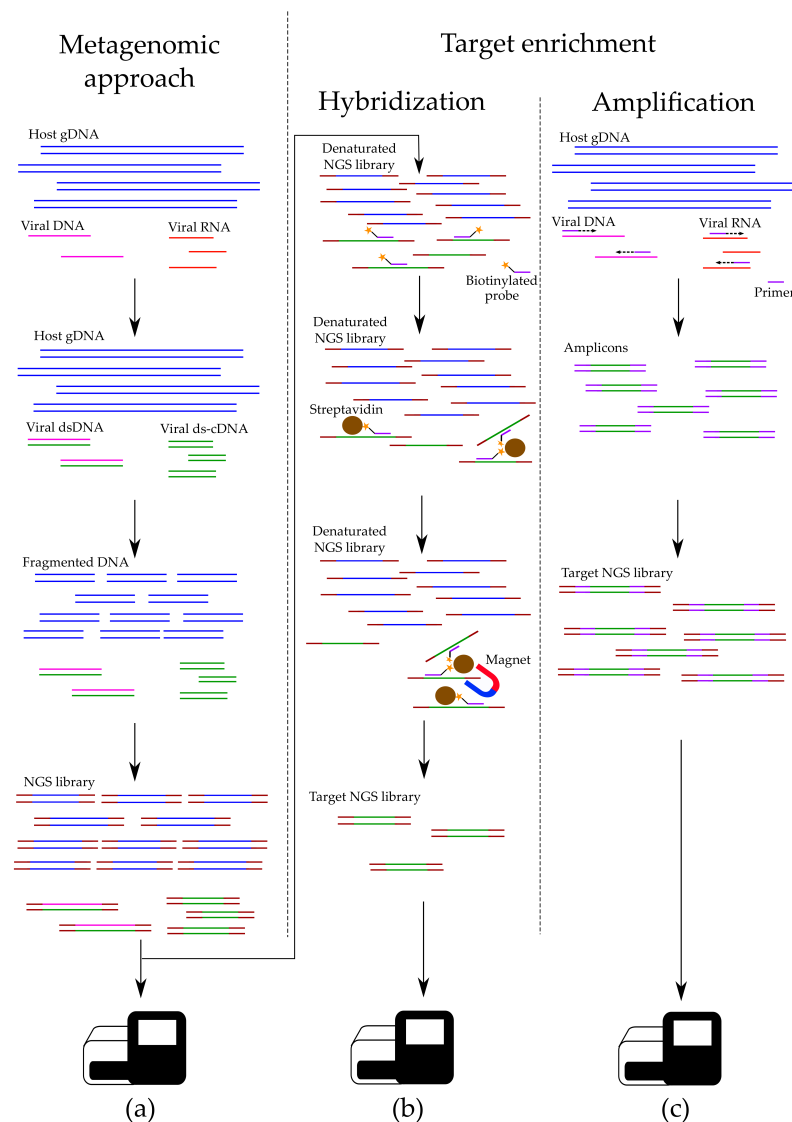 Metagenomic
approach
Host gDNA
Viral DNA
Viral RNA
Host gDNA
Viral dsDNA
Viral ds-cDNA
Fragmented DNA
NGS library
(a)
Target enrichment
Hybridization
Denaturated
NGS library
Biotinylated
probe
Denaturated
NGS library
Streptavidin
Denaturated
NGS library
Magnet
Target NGS library
(b)
Amplification
Host gDNA
Viral DNA
Viral RNA
Primer
Amplicons
Target NGS library
(c)